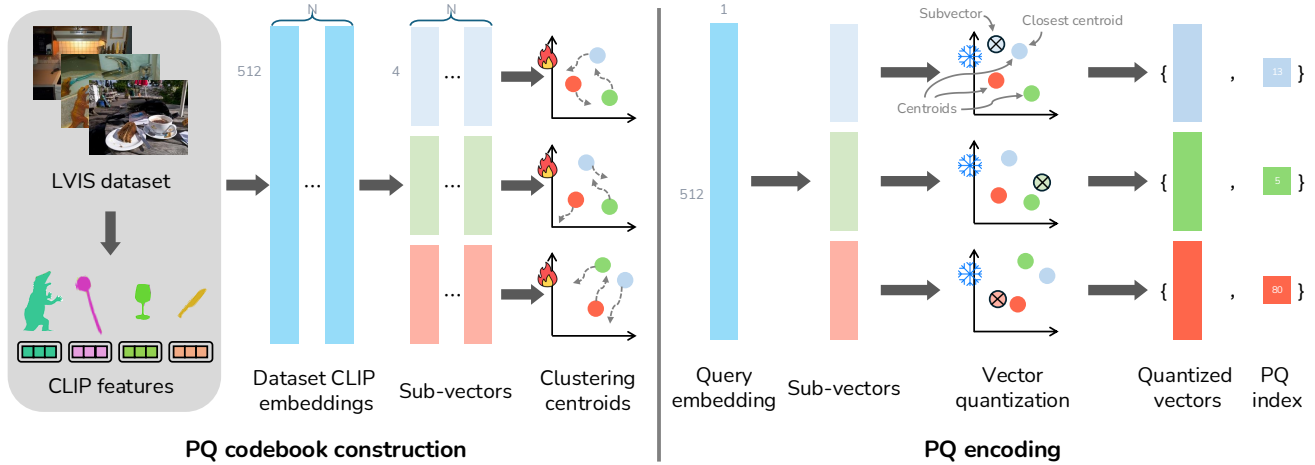 N
N
512
4
...
...
...
...
LVIS dataset
CLIP features
Dataset CLIP
embeddings
Sub-vectors
Clustering
centroids
PQ codebook construction
1
512
Subvector
Closest centroid
Centroids
{ , 13 }
{ , 5 }
{ , 80 }
Query
embedding
Sub-vectors
Vector
quantization
Quantized
vectors
PQ
index
PQ encoding